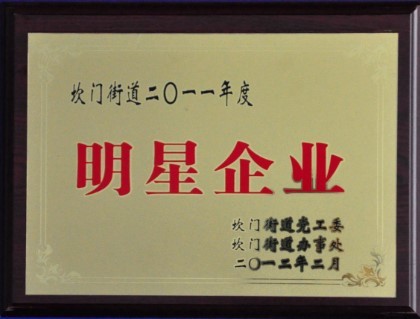 坎门街道二〇一一年度
明星企业
坎门街道党工委
坎门街道办事处
二〇一二年二月